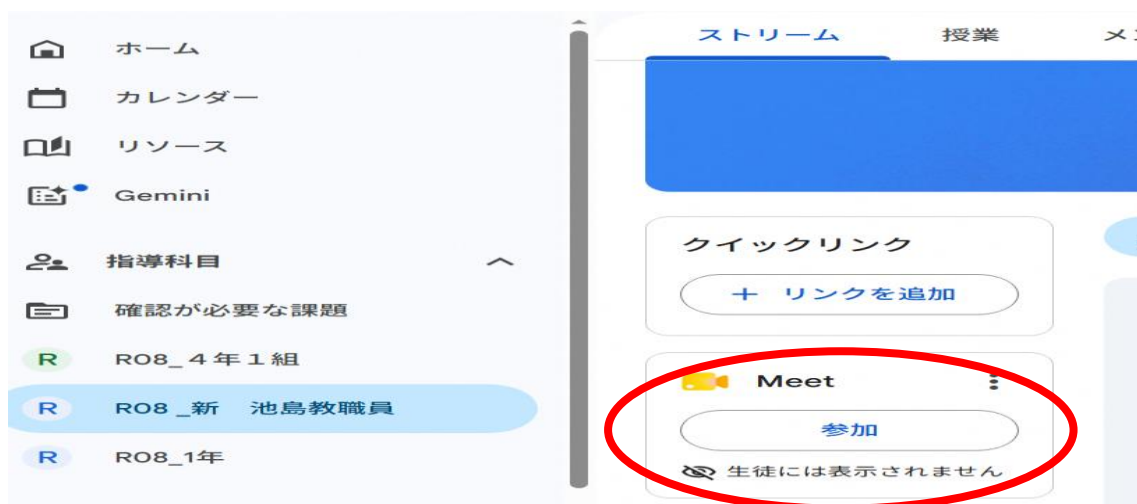 ホーム
カレンダー
リソース
Gemini
指導科目
確認が必要な課題
R R08_４年１組
R R08_新　池島教職員
R R08_1年
ストリーム 授業
クイックリンク
＋ リンクを追加
Meet
参加
生徒には表示されません